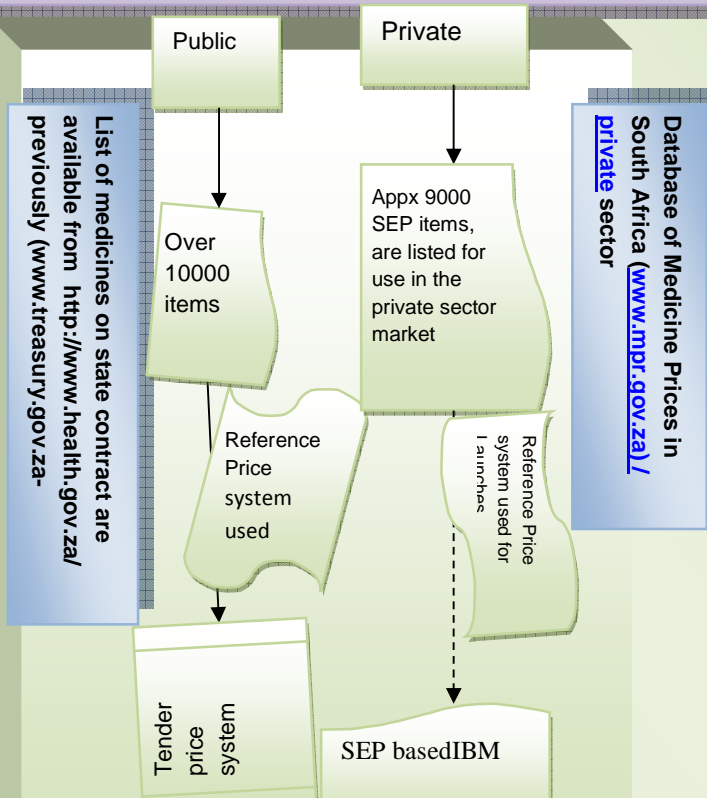 Public
Private
List of medicines on state contract are
available from http://www.health.gov.za/
previously (www.treasury.gov.za-
Over
10000
items
Appx 9000
SEP items,
are listed for
use in the
private sector
market
Database of Medicine Prices in
South Africa (www.mpr.gov.za) /
private sector
Reference
Price
system
used
Reference Price
system used for
Launches
Tender
price
system
SEP basedIBM